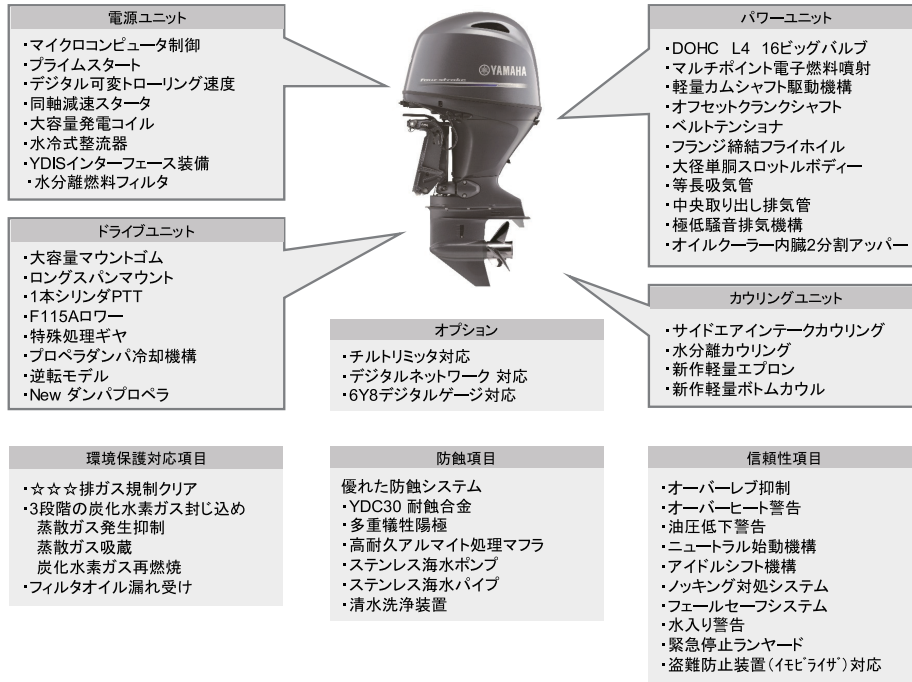 電源ユニット
・マイクロコンピュータ制御
・プライムスタート
・デジタル可変トローリング速度
・同軸減速スタータ
・大容量発電コイル
・水冷式整流器
・YDISインターフェース装備
・水分離燃料フィルタ
YAMAHA
four stroke
パワーユニット
・DOHC L4 16ビッグバルブ
・マルチポイント電子燃料噴射
・軽量カムシャフト駆動機構
・オフセットクランクシャフト
・ベルトテンショナ
・フランジ締結フライホイル
・大径単胴スロットルボディー
・等長吸気管
・中央取り出し排気管
・極低騒音排気機構
・オイルクーラー内臓2分割アッパー
ドライブユニット
・大容量マウントゴム
・ロングスパンマウント
・1本シリンダPTT
・F115Aロワー
・特殊処理ギヤ
・プロペラダンパ冷却機構
・逆転モデル
・New ダンパプロペラ
オプション
・チルトリミッタ対応
・デジタルネットワーク 対応
・6Y8デジタルゲージ対応
カウリングユニット
・サイドエアインテークカウリング
・水分離カウリング
・新作軽量エプロン
・新作軽量ボトムカウル
環境保護対応項目
・☆☆☆排ガス規制クリア
・3段階の炭化水素ガス封じ込め
蒸散ガス発生抑制
蒸散ガス吸蔵
炭化水素ガス再燃焼
・フィルタオイル漏れ受け
防蝕項目
優れた防蝕システム
・YDC30 耐蝕合金
・多重犠牲陽極
・高耐久アルマイト処理マフラ
・ステンレス海水ポンプ
・ステンレス海水パイプ
・清水洗浄装置
信頼性項目
・オーバーレブ抑制
・オーバーヒート警告
・油圧低下警告
・ニュートラル始動機構
・アイドルシフト機構
・ノッキング対処システム
・フェールセーフシステム
・水入り警告
・緊急停止ランヤード
・盗難防止装置(ｲﾓﾋﾞﾗｲｻﾞ)対応